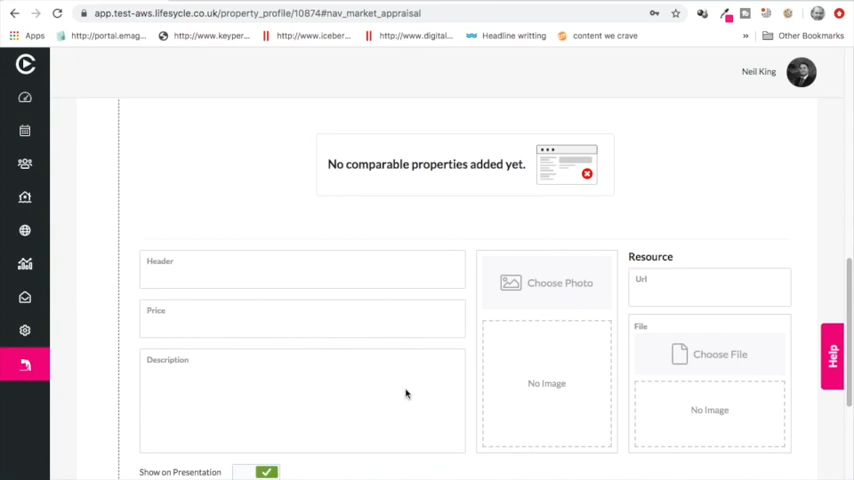 app.test-aws.lifesycle.co.uk/property_profile/10874#nav_market_appraisal
Apps http://portal.emag... http://www.keyper... http://www.iceber... http://www.digital... Headline writting content we crave » Other Bookmarks
Neil King
No comparable properties added yet.
Header
Price
Description
Choose Photo
No Image
Resource
Url
File
Choose File
No Image
Help
Show on Presentation